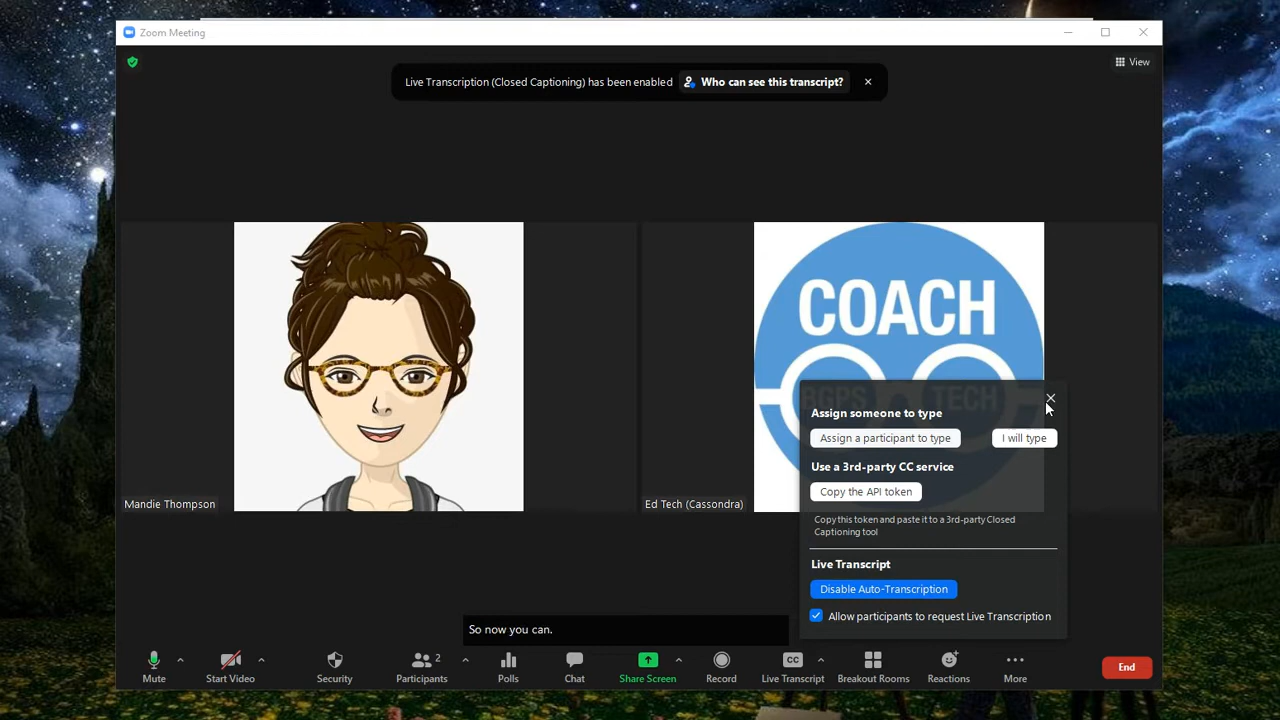 Zoom Meeting
View
Live Transcription (Closed Captioning) has been enabled
Who can see this transcript?
COACH
RGPS TECH
Mandie Thompson
Ed Tech (Cassondra)
Assign someone to type
Assign a participant to type
I will type
Use a 3rd-party CC service
Copy the API token
Copy this token and paste it to a 3rd-party Closed
Captioning tool
Live Transcript
Disable Auto-Transcription
Allow participants to request Live Transcription
So now you can.
2
CC
Mute
Start Video
Security
Participants
Polls
Chat
Share Screen
Record
Live Transcript
Breakout Rooms
Reactions
More
End